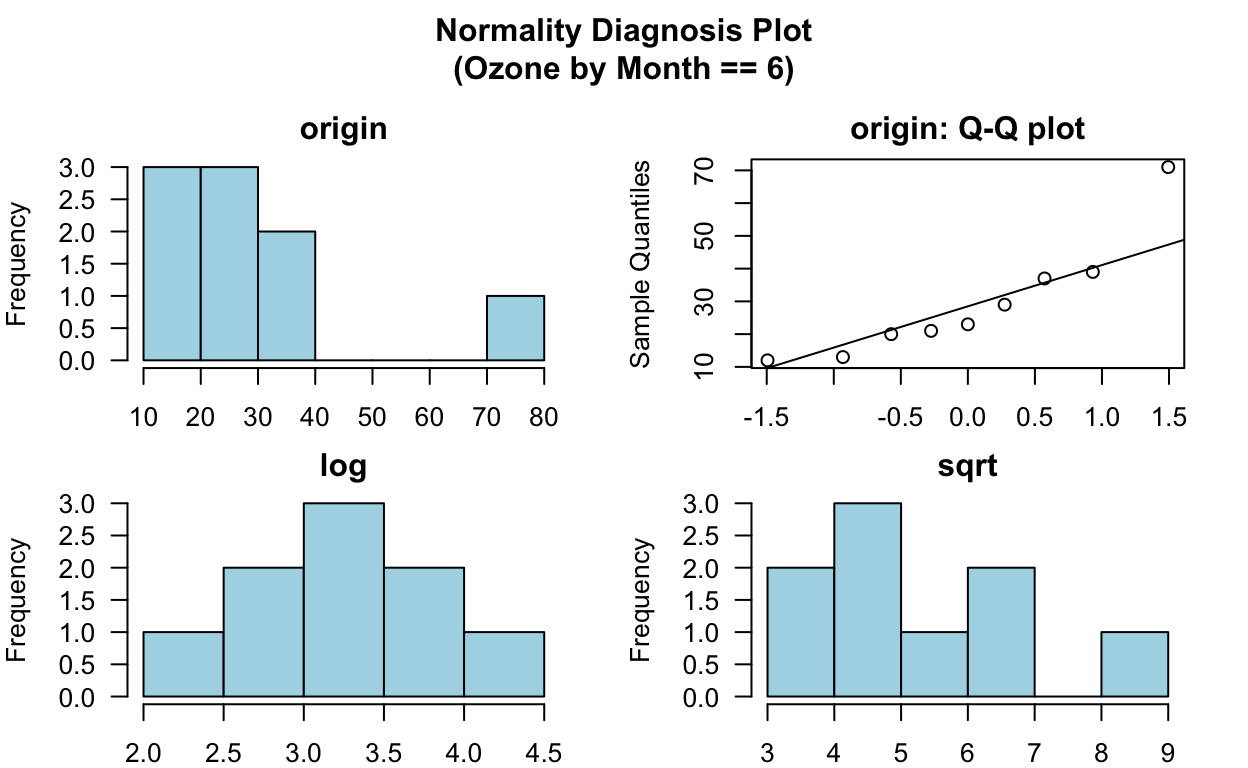 Normality Diagnosis Plot
(Ozone by Month == 6)
origin
Frequency
3.0
2.5
2.0
1.5
1.0
0.5
0.0
10 20 30 40 50 60 70 80
origin: Q-Q plot
Sample Quantiles
70
50
30
10
-1.5 -0.5 0.0 0.5 1.0 1.5
log
Frequency
3.0
2.5
2.0
1.5
1.0
0.5
0.0
2.0 2.5 3.0 3.5 4.0 4.5
sqrt
Frequency
3.0
2.5
2.0
1.5
1.0
0.5
0.0
3 4 5 6 7 8 9